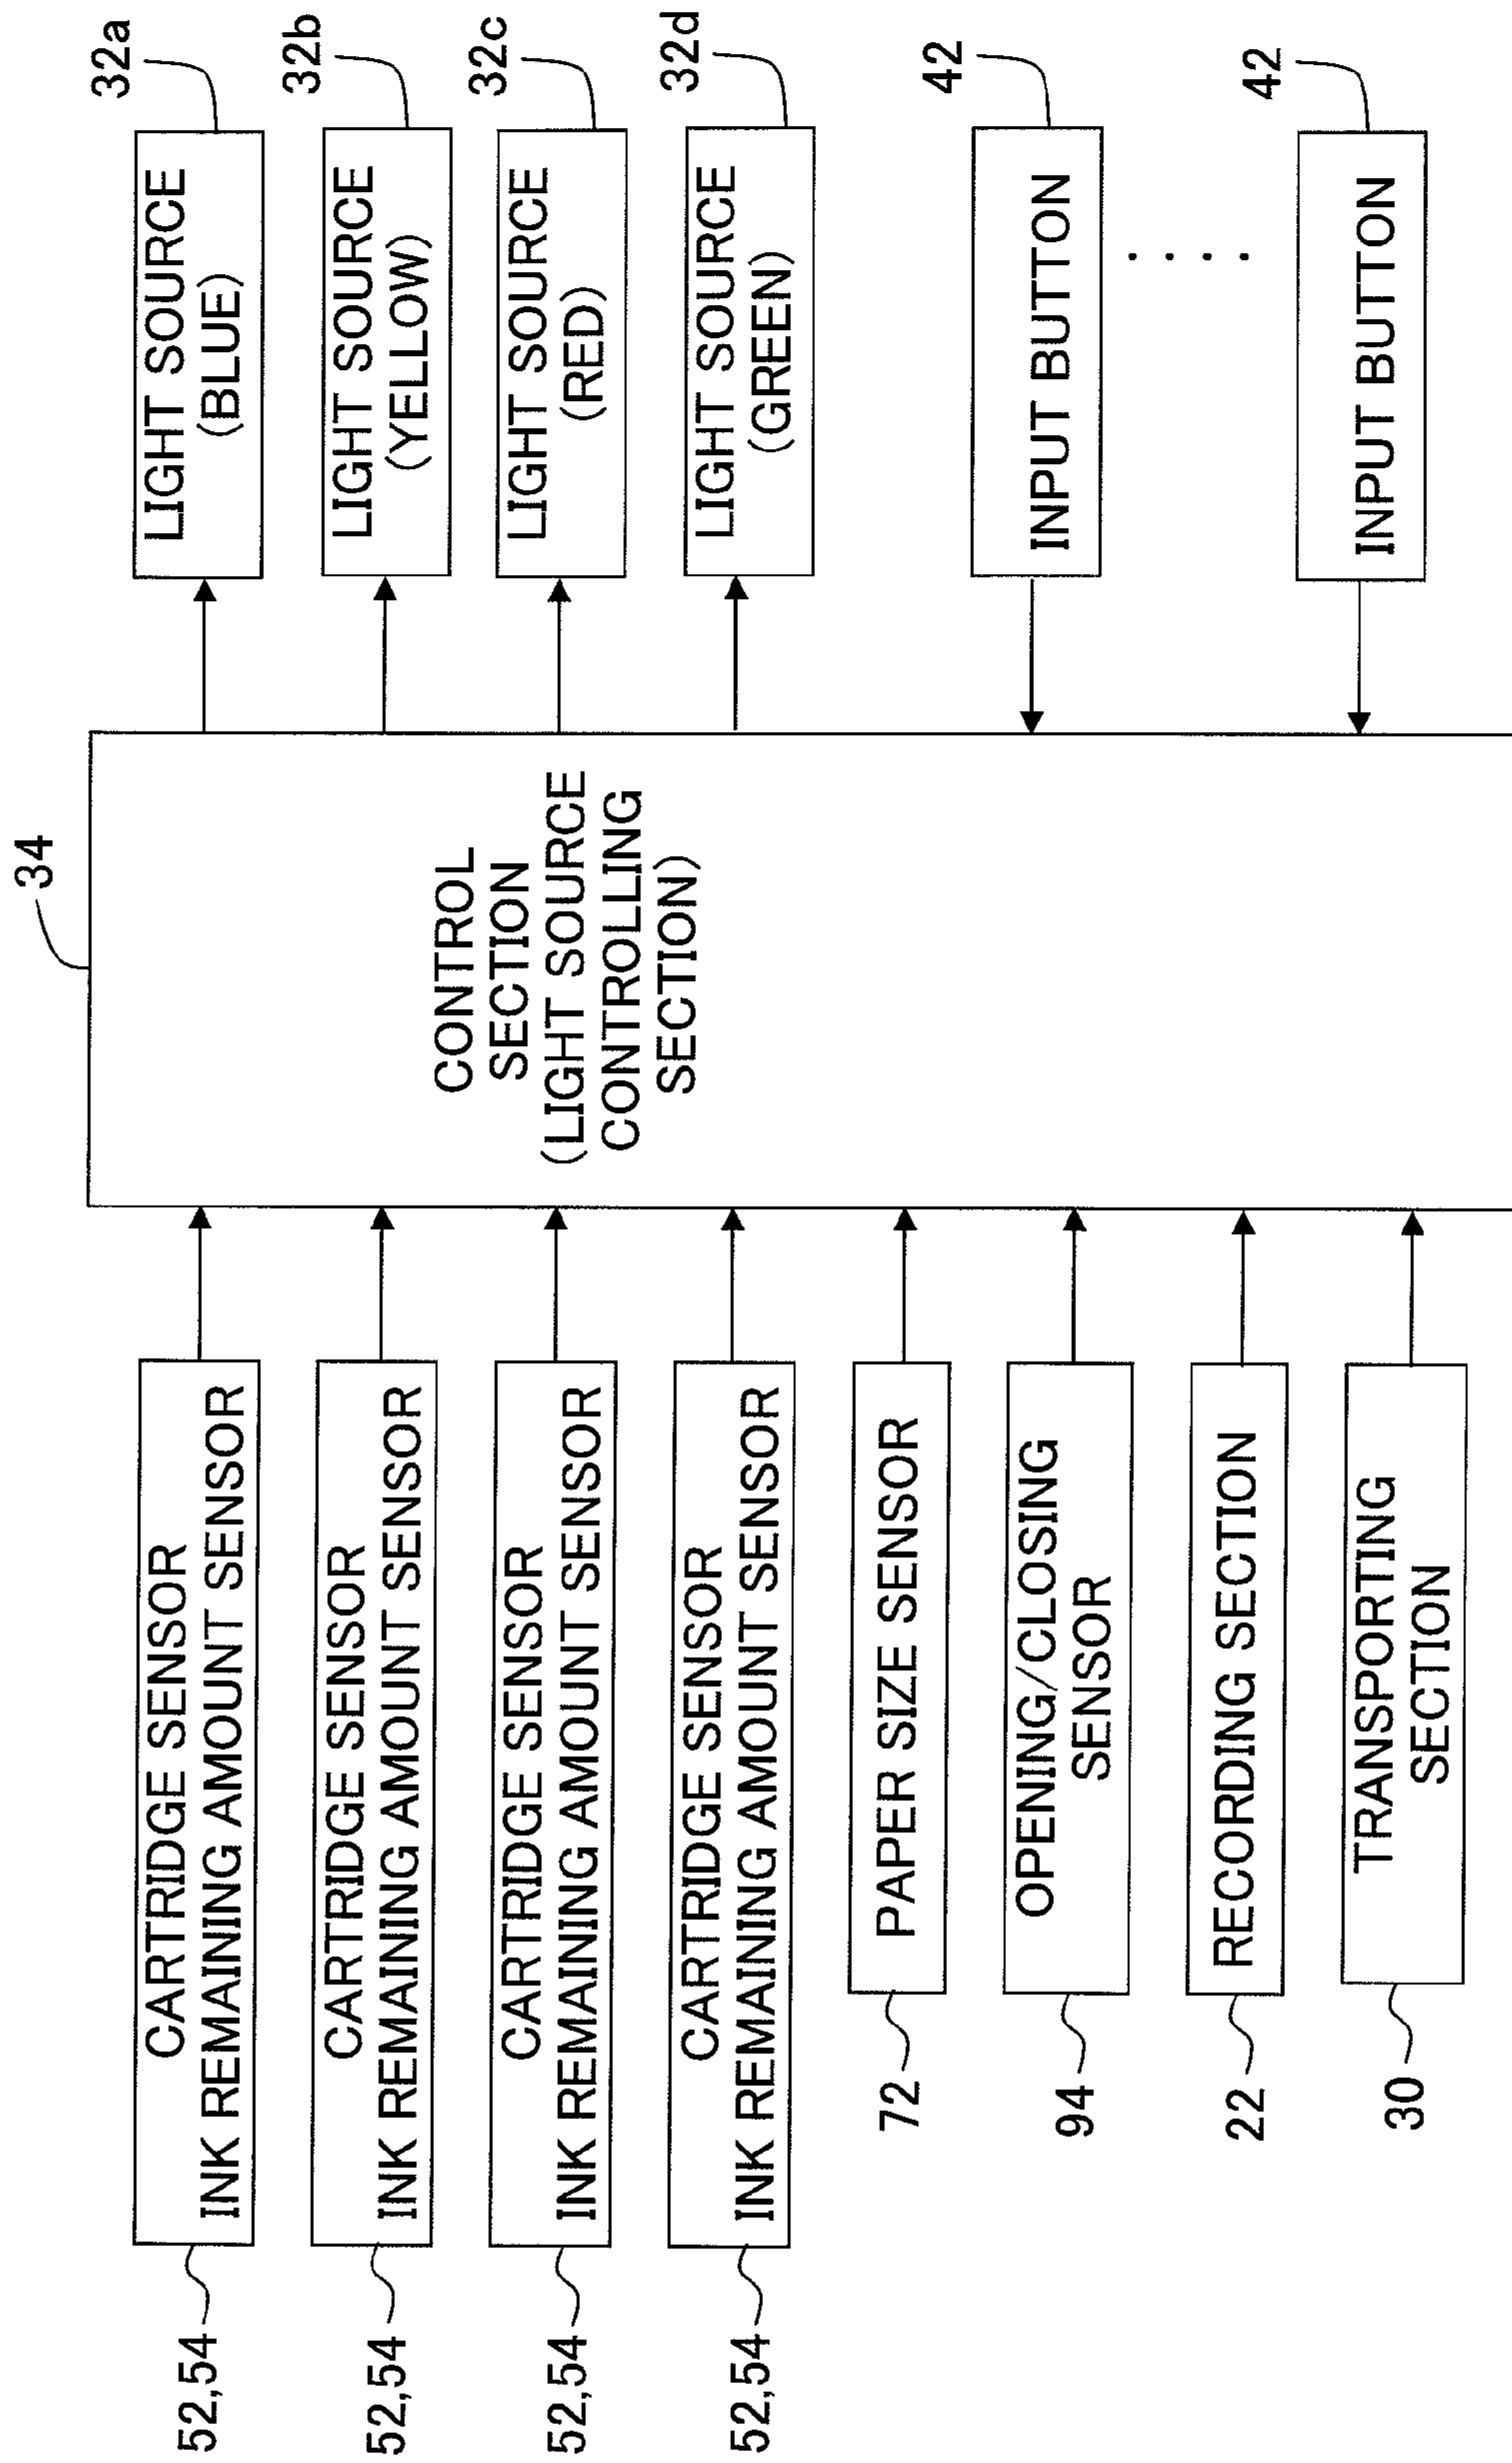 34
52,54
CARTRIDGE SENSOR
INK REMAINING AMOUNT SENSOR
52,54
CARTRIDGE SENSOR
INK REMAINING AMOUNT SENSOR
52,54
CARTRIDGE SENSOR
INK REMAINING AMOUNT SENSOR
52,54
CARTRIDGE SENSOR
INK REMAINING AMOUNT SENSOR
72
PAPER SIZE SENSOR
94
OPENING/CLOSING
SENSOR
22
RECORDING SECTION
30
TRANSPORTING
SECTION
CONTROL
SECTION
(LIGHT SOURCE
CONTROLLING
SECTION)
LIGHT SOURCE
(BLUE)
32a
LIGHT SOURCE
(YELLOW)
32b
LIGHT SOURCE
(RED)
32c
LIGHT SOURCE
(GREEN)
32d
INPUT BUTTON
42
....
INPUT BUTTON
42